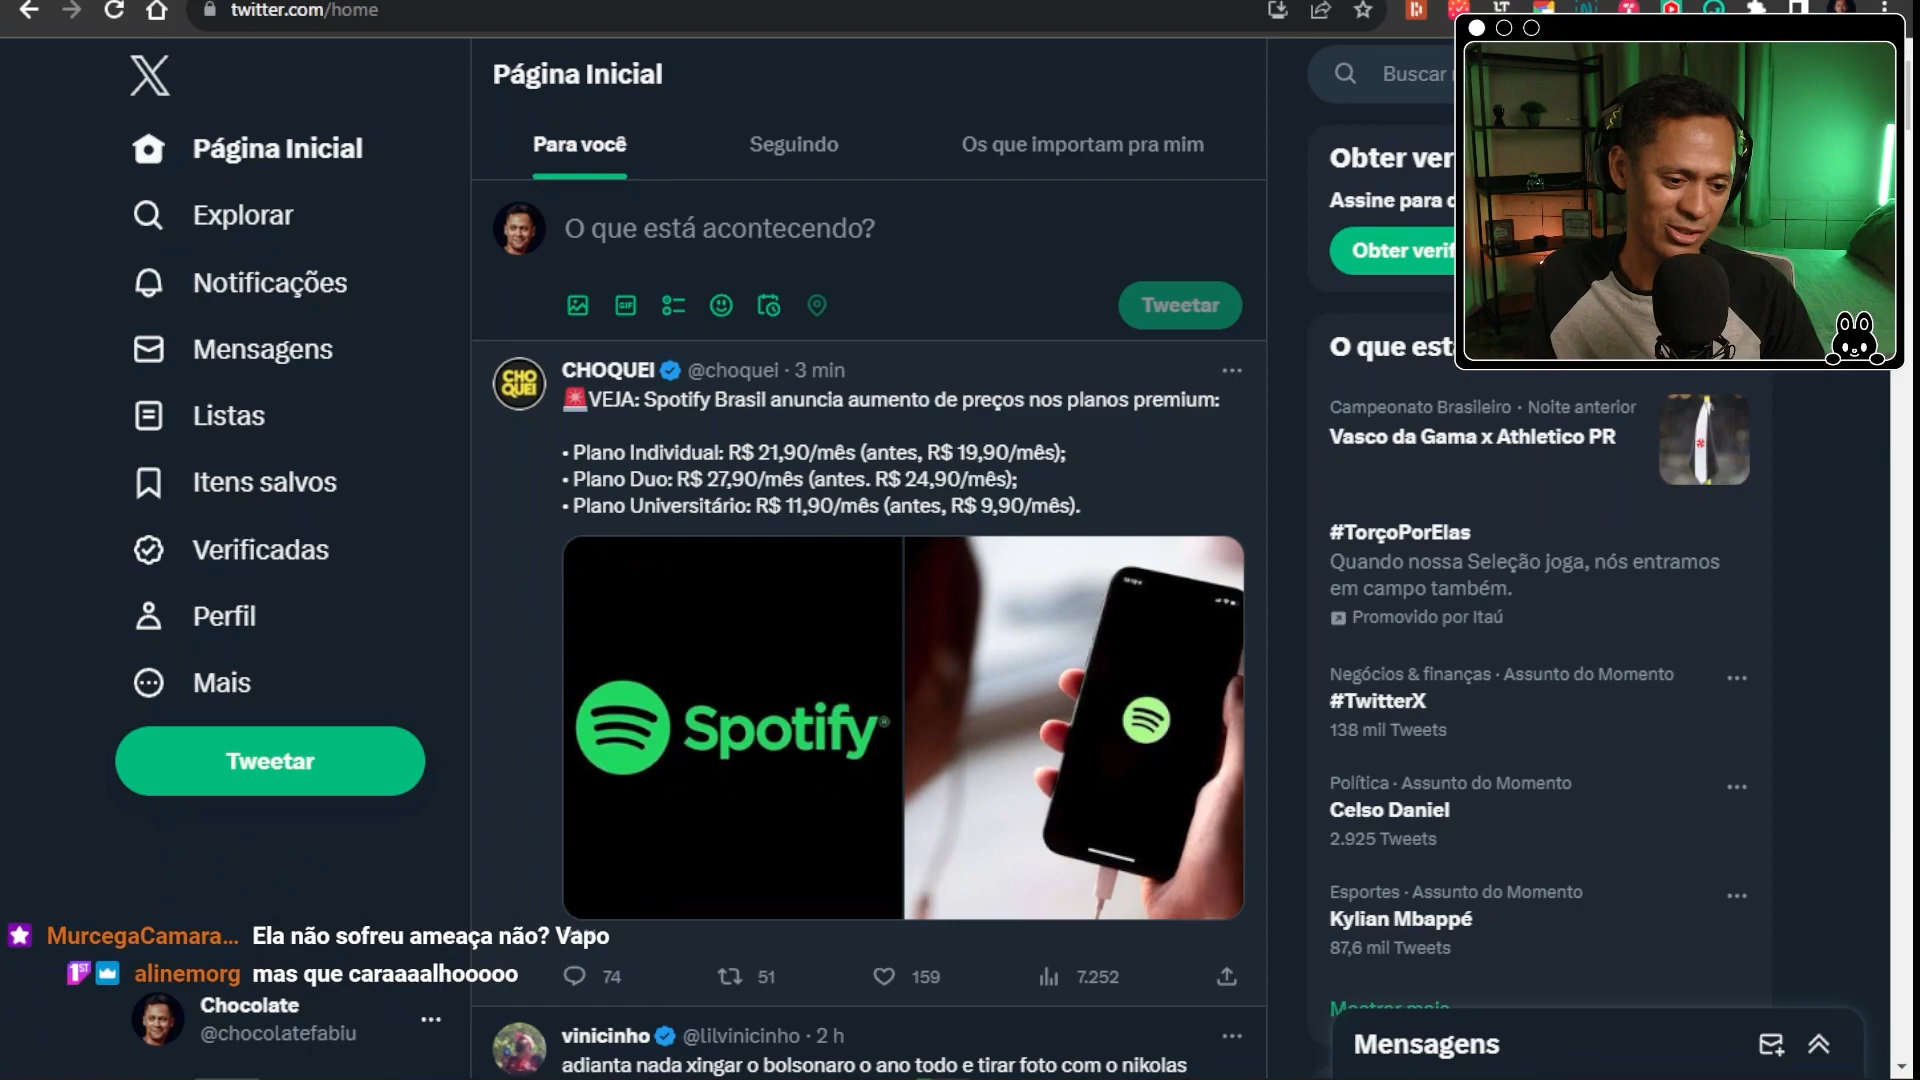 twitter.com/home
Página Inicial
Para você
Seguindo
Os que importam pra mim
O que está acontecendo?
GIF
Tweetar
Página Inicial
Explorar
Notificações
Mensagens
Listas
Itens salvos
Verificadas
Perfil
Mais
Tweetar
CHO
QUEI
CHOQUEI @choquei · 3 min
🚨VEJA: Spotify Brasil anuncia aumento de preços nos planos premium:
• Plano Individual: R$ 21,90/mês (antes, R$ 19,90/mês);
• Plano Duo: R$ 27,90/mês (antes. R$ 24,90/mês);
• Plano Universitário: R$ 11,90/mês (antes, R$ 9,90/mês).
Spotify®
74
51
159
7.252
vinicinho @lilvinicinho · 2 h
adianta nada xingar o bolsonaro o ano todo e tirar foto com o nikolas
MurcegaCamara... Ela não sofreu ameaça não? Vapo
1ST alinemorg mas que caraaaalhooooo
Chocolate
@chocolatefabiu
Buscar
Obter ver
Assine para
Obter verif
O que est
Campeonato Brasileiro · Noite anterior
Vasco da Gama x Athletico PR
#TorçoPorElas
Quando nossa Seleção joga, nós entramos
em campo também.
Promovido por Itaú
Negócios & finanças · Assunto do Momento
#TwitterX
138 mil Tweets
Política · Assunto do Momento
Celso Daniel
2.925 Tweets
Esportes · Assunto do Momento
Kylian Mbappé
87,6 mil Tweets
Mostrar mais
Mensagens